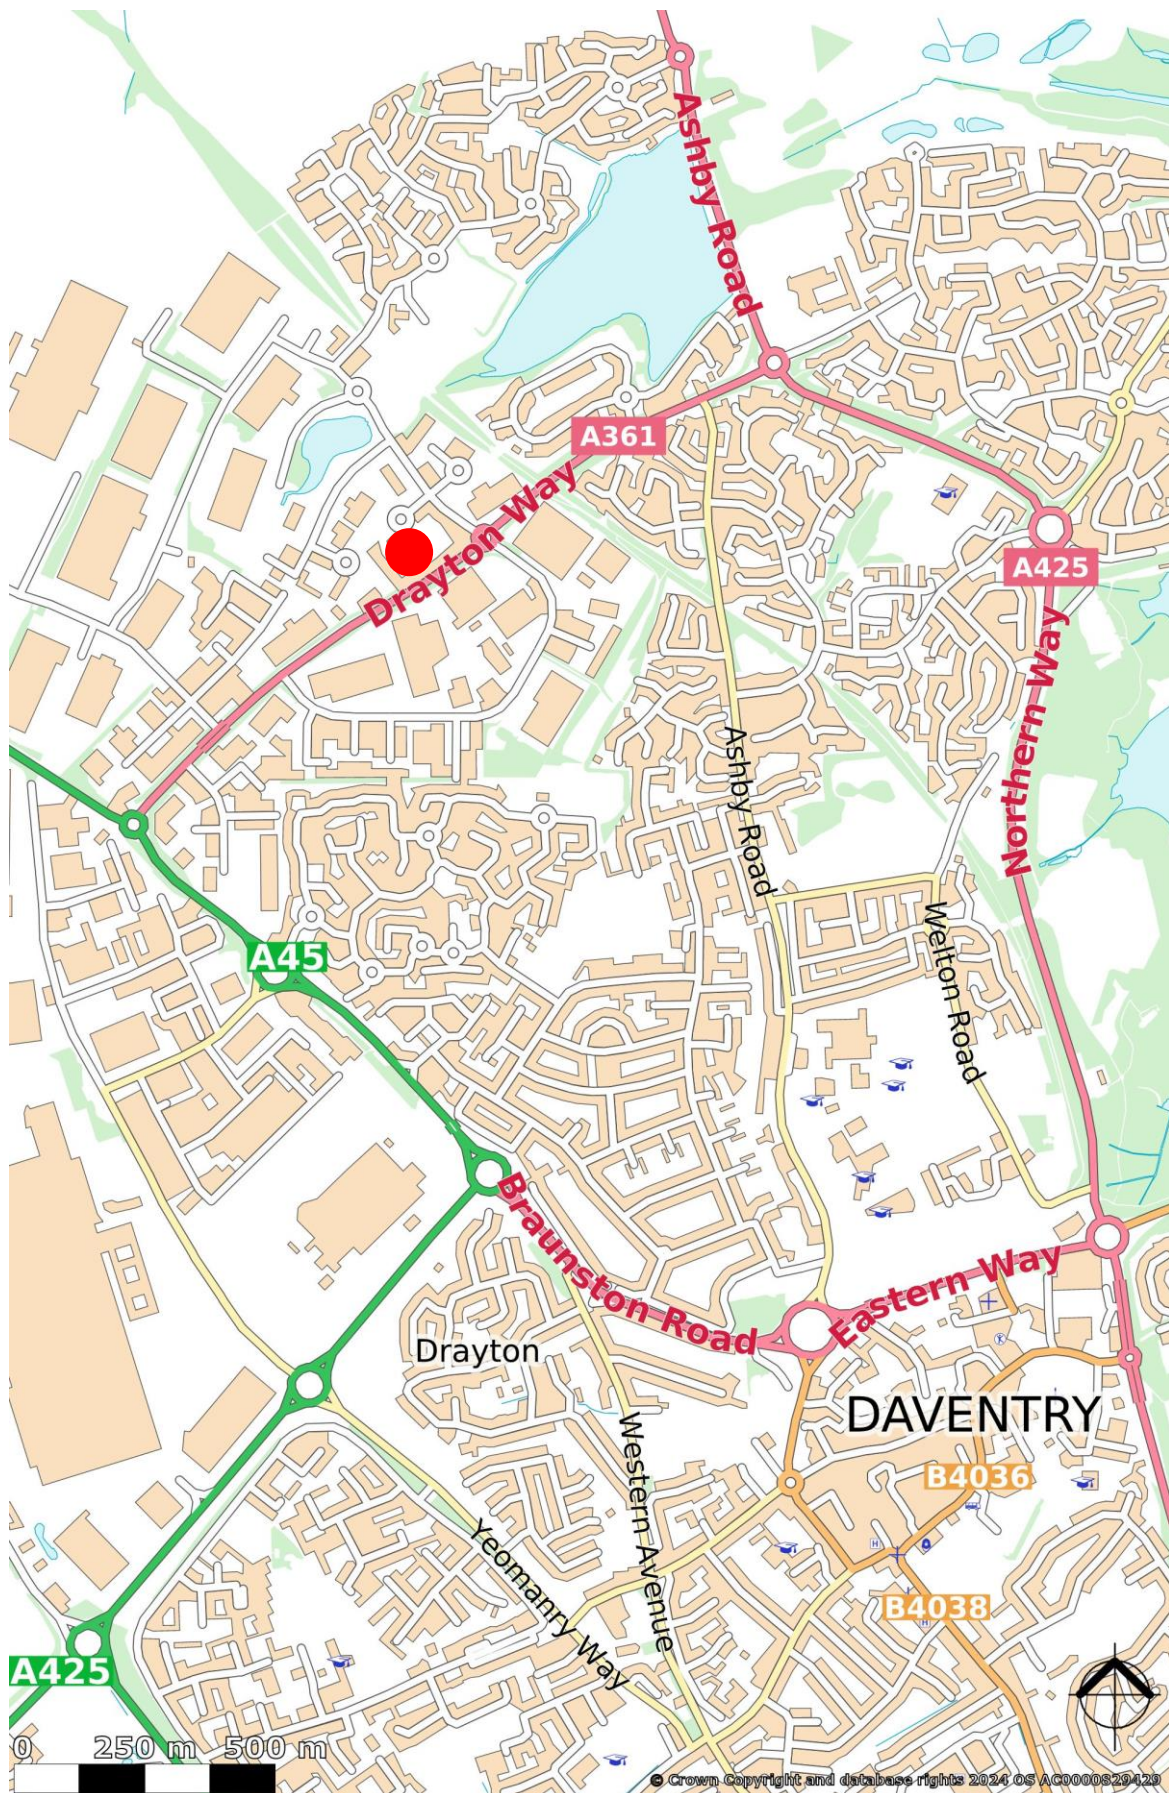 Ashby Road
A361
Drayton Way
A425
Northern Way
Ashby Road
Welton Road
A45
Braunston Road
Eastern Way
Drayton
DAVENTRY
B4036
Western Avenue
Yeomanry Way
H
B4038
H
A425
0 250 m 500 m
© Crown Copyright and database rights 2024 OS AC0000829429